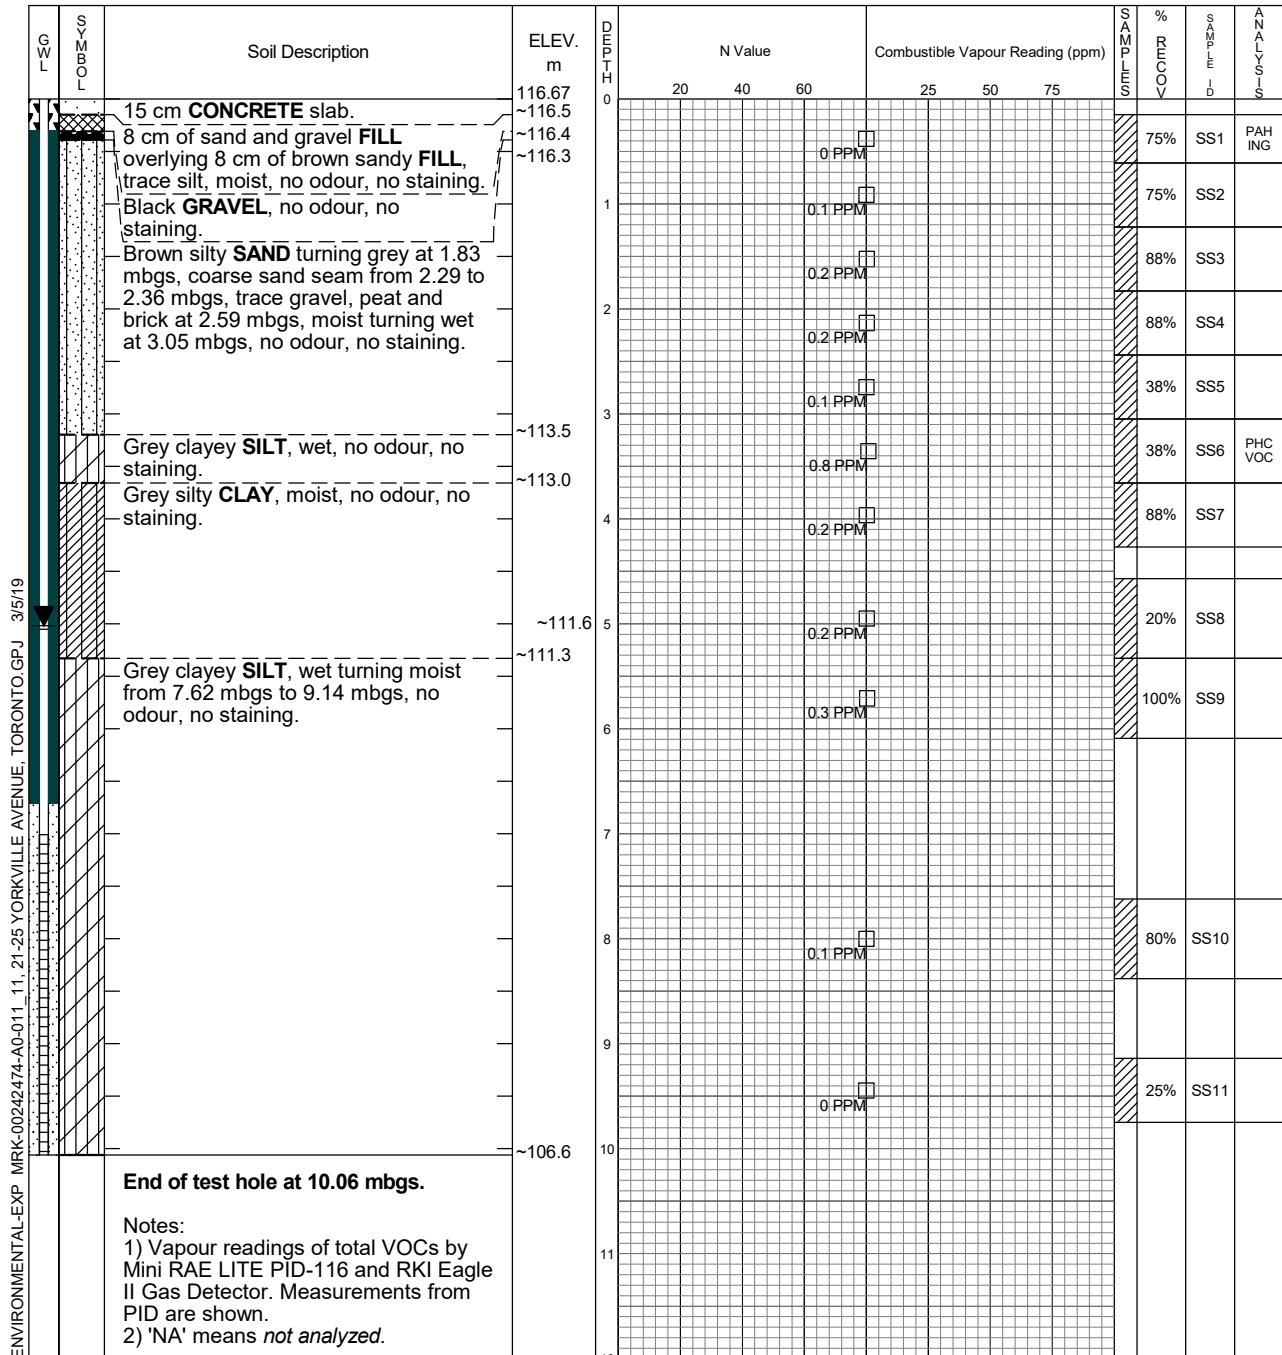 GWL
SYMBOL
Soil Description
ELEV.
m
DEPTH
N Value
20 40 60
Combustible Vapour Reading (ppm)
25 50 75
SAMPLES
% RECOV
SAMPLE ID
ANALYSIS
116.67
0
15 cm CONCRETE slab.
~116.5
8 cm of sand and gravel FILL
overlying 8 cm of brown sandy FILL,
trace silt, moist, no odour, no staining.
~116.4
Black GRAVEL, no odour, no
staining.
~116.3
Brown silty SAND turning grey at 1.83
mbgs, coarse sand seam from 2.29 to
2.36 mbgs, trace gravel, peat and
brick at 2.59 mbgs, moist turning wet
at 3.05 mbgs, no odour, no staining.
~113.5
Grey clayey SILT, wet, no odour, no
staining.
~113.0
Grey silty CLAY, moist, no odour, no
staining.
~111.6
~111.3
Grey clayey SILT, wet turning moist
from 7.62 mbgs to 9.14 mbgs, no
odour, no staining.
~106.6
End of test hole at 10.06 mbgs.
Notes:
1) Vapour readings of total VOCs by
Mini RAE LITE PID-116 and RKI Eagle
II Gas Detector. Measurements from
PID are shown.
2) 'NA' means not analyzed.
0 PPM 75% SS1 PAH
ING
1
0.1 PPM 75% SS2
0.2 PPM 88% SS3
2
0.2 PPM 88% SS4
0.1 PPM 38% SS5
3
0.8 PPM 38% SS6 PHC
VOC
4
0.2 PPM 88% SS7
5
0.2 PPM 20% SS8
0.3 PPM 100% SS9
6
7
8
0.1 PPM 80% SS10
9
0 PPM 25% SS11
10
11
ENVIRONMENTAL-EXP MRK-00242474-A0-011_11, 21-25 YORKVILLE AVENUE, TORONTO.GPJ 3/5/19